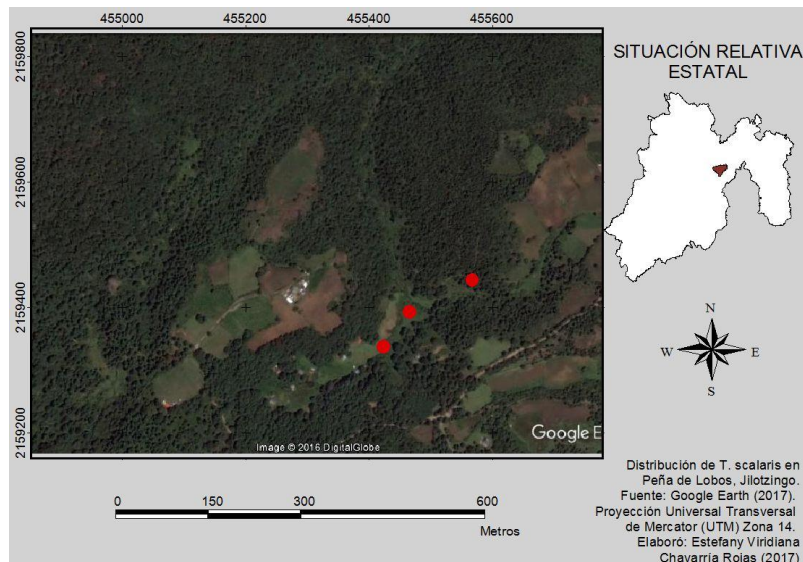 455000 455200 455400 455600
2159800
2159600
2159400
2159200
SITUACIÓN RELATIVA
ESTATAL
N
W E
S
Image © 2016 DigitalGlobe
Google E
0 150 300 600
Metros
Distribución de T. scalaris en
Peña de Lobos, Jilotzingo.
Fuente: Google Earth (2017).
Proyección Universal Transversal
de Mercator (UTM) Zona 14.
Elaboró: Estefany Viridiana
Chavarría Rojas (2017)